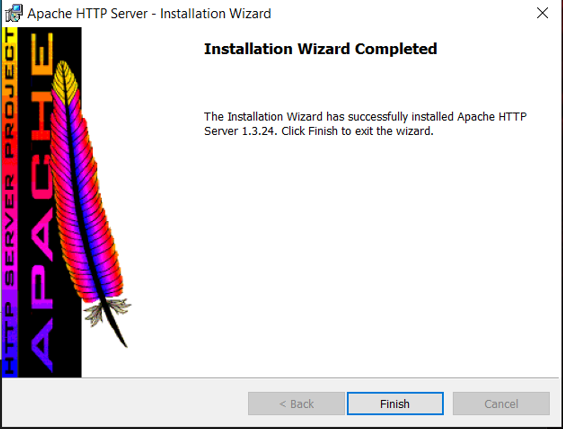 Apache HTTP Server - Installation Wizard
HTTP SERVER PROJECT
APACHE
Installation Wizard Completed
The Installation Wizard has successfully installed Apache HTTP
Server 1.3.24. Click Finish to exit the wizard.
< Back
Finish
Cancel